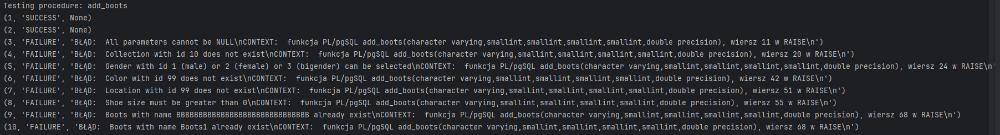 Testing procedure: add_boots
(1, 'SUCCESS', None)
(2, 'SUCCESS', None)
(3, 'FAILURE', 'BŁĄD:  All parameters cannot be NULL\nCONTEXT:  funkcja PL/pgSQL add_boots(character varying,smallint,smallint,smallint,smallint,double precision), wiersz 11 w RAISE\n')
(4, 'FAILURE', 'BŁĄD:  Collection with id 10 does not exist\nCONTEXT:  funkcja PL/pgSQL add_boots(character varying,smallint,smallint,smallint,smallint,double precision), wiersz 20 w RAISE\n')
(5, 'FAILURE', 'BŁĄD:  Gender with id 1 (male) or 2 (female) or 3 (bigender) can be selected\nCONTEXT:  funkcja PL/pgSQL add_boots(character varying,smallint,smallint,smallint,smallint,double precision), wiersz 24 w RAISE\n'
(6, 'FAILURE', 'BŁĄD:  Color with id 99 does not exist\nCONTEXT:  funkcja PL/pgSQL add_boots(character varying,smallint,smallint,smallint,smallint,double precision), wiersz 42 w RAISE\n')
(7, 'FAILURE', 'BŁĄD:  Location with id 99 does not exist\nCONTEXT:  funkcja PL/pgSQL add_boots(character varying,smallint,smallint,smallint,smallint,double precision), wiersz 51 w RAISE\n')
(8, 'FAILURE', 'BŁĄD:  Shoe size must be greater than 0\nCONTEXT:  funkcja PL/pgSQL add_boots(character varying,smallint,smallint,smallint,smallint,double precision), wiersz 55 w RAISE\n')
(9, 'FAILURE', 'BŁĄD:  Boots with name BBBBBBBBBBBBBBBBBBBBBBBBBBBBBB already exist\nCONTEXT:  funkcja PL/pgSQL add_boots(character varying,smallint,smallint,smallint,smallint,double precision), wiersz 68 w RAISE\n')
(10, 'FAILURE', 'BŁĄD:  Boots with name Boots1 already exist\nCONTEXT:  funkcja PL/pgSQL add_boots(character varying,smallint,smallint,smallint,smallint,double precision), wiersz 68 w RAISE\n')